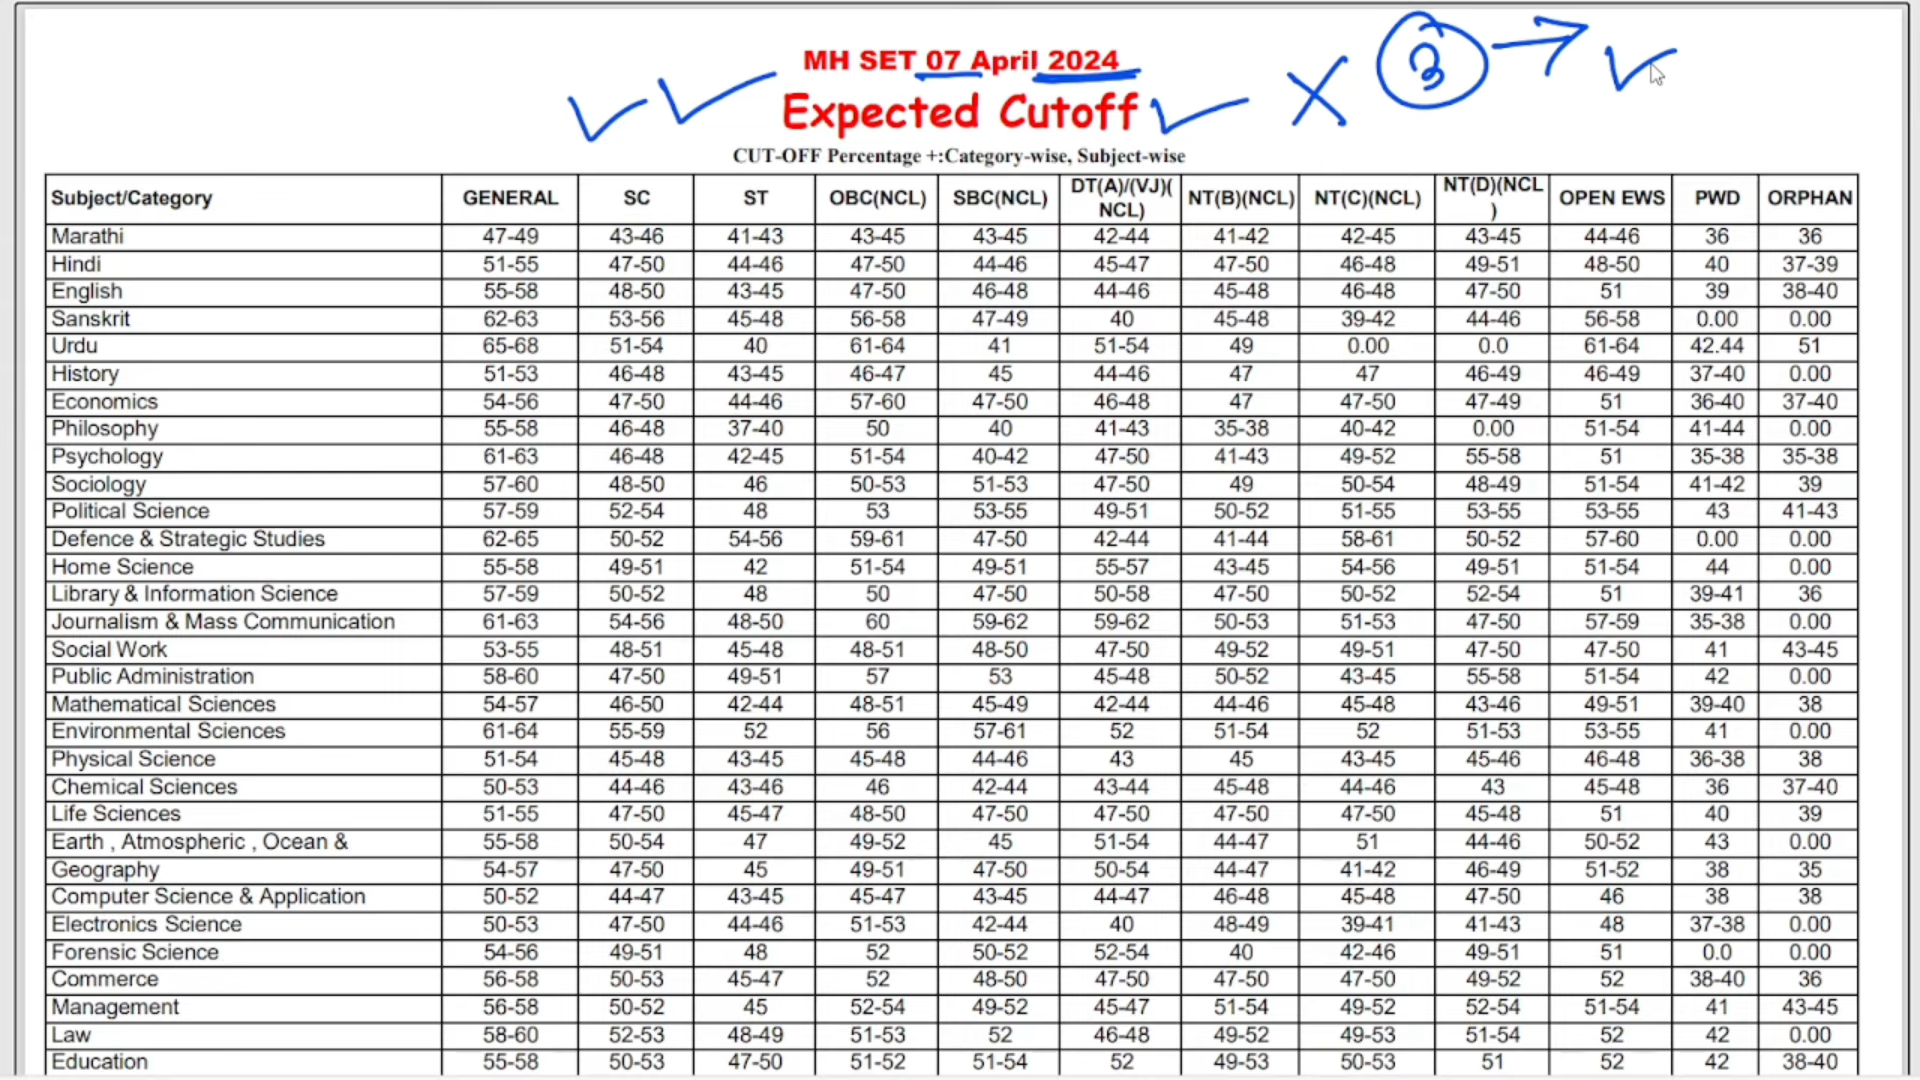 MH SET 07 April 2024
3
Expected Cutoff
CUT-OFF Percentage +:Category-wise, Subject-wise
Subject/Category GENERAL SC ST OBC(NCL) SBC(NCL) DT(A)/(VJ)(NCL) NT(B)(NCL) NT(C)(NCL) NT(D)(NCL) OPEN EWS PWD ORPHAN
Marathi 47-49 43-46 41-43 43-45 43-45 42-44 41-42 42-45 43-45 44-46 36 36
Hindi 51-55 47-50 44-46 47-50 44-46 45-47 47-50 46-48 49-51 48-50 40 37-39
English 55-58 48-50 43-45 47-50 46-48 44-46 45-48 46-48 47-50 51 39 38-40
Sanskrit 62-63 53-56 45-48 56-58 47-49 40 45-48 39-42 44-46 56-58 0.00 0.00
Urdu 65-68 51-54 40 61-64 41 51-54 49 0.00 0.0 61-64 42.44 51
History 51-53 46-48 43-45 46-47 45 44-46 47 47 46-49 46-49 37-40 0.00
Economics 54-56 47-50 44-46 57-60 47-50 46-48 47 47-50 47-49 51 36-40 37-40
Philosophy 55-58 46-48 37-40 50 40 41-43 35-38 40-42 0.00 51-54 41-44 0.00
Psychology 61-63 46-48 42-45 51-54 40-42 47-50 41-43 49-52 55-58 51 35-38 35-38
Sociology 57-60 48-50 46 50-53 51-53 47-50 49 50-54 48-49 51-54 41-42 39
Political Science 57-59 52-54 48 53 53-55 49-51 50-52 51-55 53-55 53-55 43 41-43
Defence & Strategic Studies 62-65 50-52 54-56 59-61 47-50 42-44 41-44 58-61 50-52 57-60 0.00 0.00
Home Science 55-58 49-51 42 51-54 49-51 55-57 43-45 54-56 49-51 51-54 44 0.00
Library & Information Science 57-59 50-52 48 50 47-50 50-58 47-50 50-52 52-54 51 39-41 36
Journalism & Mass Communication 61-63 54-56 48-50 60 59-62 59-62 50-53 51-53 47-50 57-59 35-38 0.00
Social Work 53-55 48-51 45-48 48-51 48-50 47-50 49-52 49-51 47-50 47-50 41 43-45
Public Administration 58-60 47-50 49-51 57 53 45-48 50-52 43-45 55-58 51-54 42 0.00
Mathematical Sciences 54-57 46-50 42-44 48-51 45-49 42-44 44-46 45-48 43-46 49-51 39-40 38
Environmental Sciences 61-64 55-59 52 56 57-61 52 51-54 52 51-53 53-55 41 0.00
Physical Science 51-54 45-48 43-45 45-48 44-46 43 45 43-45 45-46 46-48 36-38 38
Chemical Sciences 50-53 44-46 43-46 46 42-44 43-44 45-48 44-46 43 45-48 36 37-40
Life Sciences 51-55 47-50 45-47 48-50 47-50 47-50 47-50 47-50 45-48 51 40 39
Earth , Atmospheric , Ocean & 55-58 50-54 47 49-52 45 51-54 44-47 51 44-46 50-52 43 0.00
Geography 54-57 47-50 45 49-51 47-50 50-54 44-47 41-42 46-49 51-52 38 35
Computer Science & Application 50-52 44-47 43-45 45-47 43-45 44-47 46-48 45-48 47-50 46 38 38
Electronics Science 50-53 47-50 44-46 51-53 42-44 40 48-49 39-41 41-43 48 37-38 0.00
Forensic Science 54-56 49-51 48 52 50-52 52-54 40 42-46 49-51 51 0.0 0.00
Commerce 56-58 50-53 45-47 52 48-50 47-50 47-50 47-50 49-52 52 38-40 36
Management 56-58 50-52 45 52-54 49-52 45-47 51-54 49-52 52-54 51-54 41 43-45
Law 58-60 52-53 48-49 51-53 52 46-48 49-52 49-53 51-54 52 42 0.00
Education 55-58 50-53 47-50 51-52 51-54 52 49-53 50-53 51 52 42 38-40